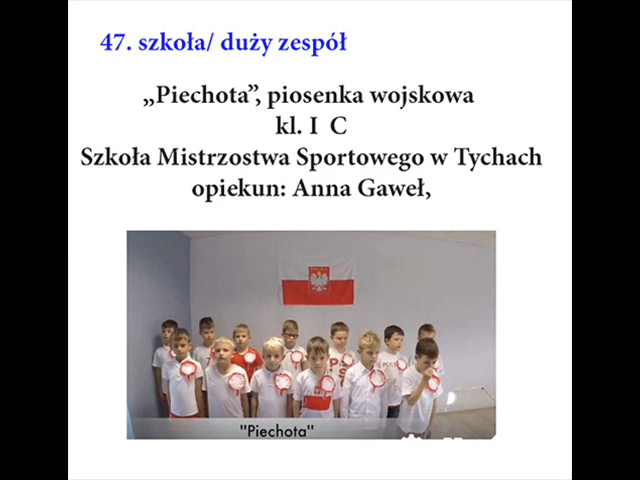 47. szkoła/ duży zespół
„Piechota”, piosenka wojskowa
kl. I  C
Szkoła Mistrzostwa Sportowego w Tychach
opiekun: Anna Gaweł,
"Piechota"